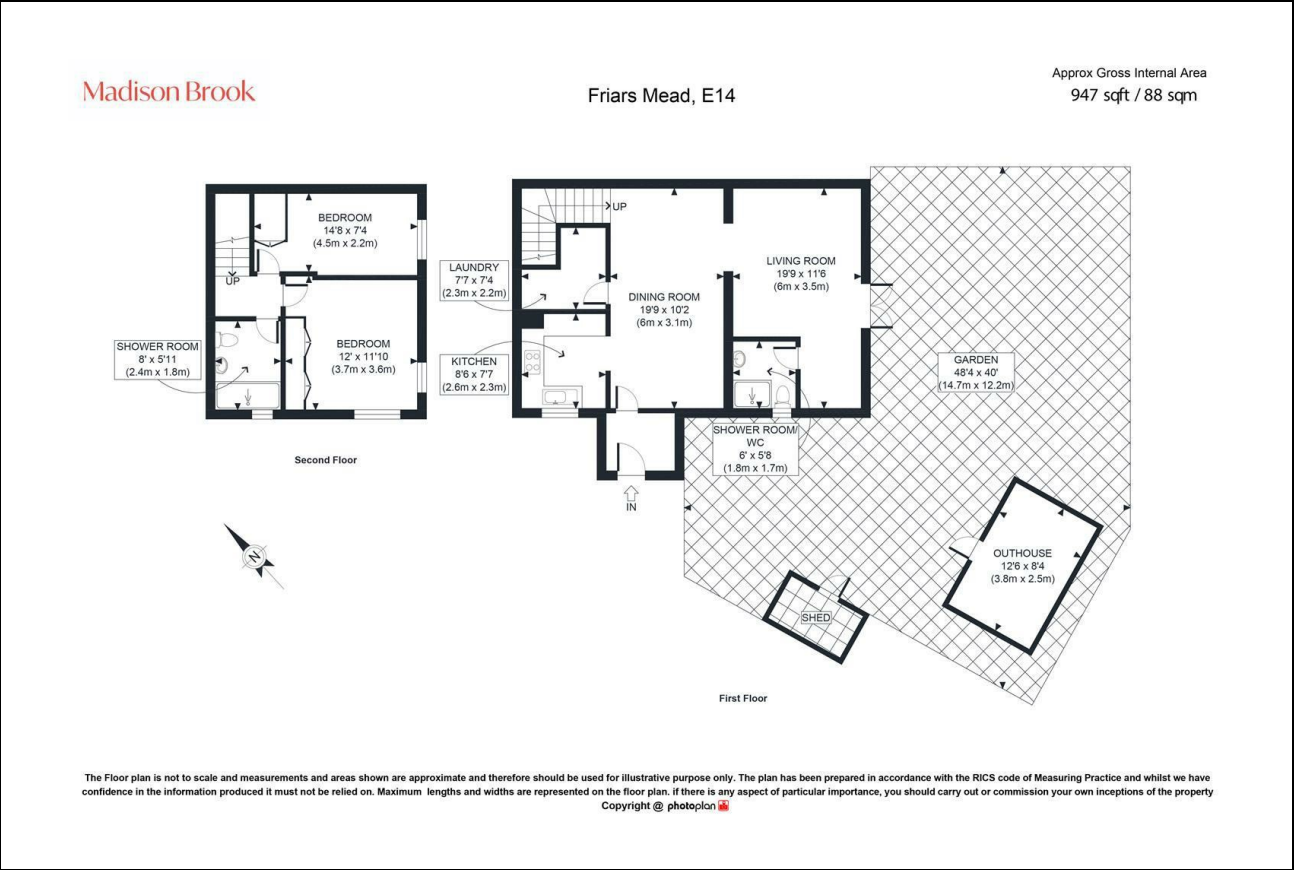 Madison Brook
Friars Mead, E14
Approx Gross Internal Area
947 sqft / 88 sqm
BEDROOM
14'8 x 7'4
(4.5m x 2.2m)
UP
BEDROOM
12' x 11'10
(3.7m x 3.6m)
SHOWER ROOM
8' x 5'11
(2.4m x 1.8m)
Second Floor
N
UP
LAUNDRY
7'7 x 7'4
(2.3m x 2.2m)
DINING ROOM
19'9 x 10'2
(6m x 3.1m)
LIVING ROOM
19'9 x 11'6
(6m x 3.5m)
KITCHEN
8'6 x 7'7
(2.6m x 2.3m)
GARDEN
48'4 x 40'
(14.7m x 12.2m)
SHOWER ROOM/
WC
6' x 5'8
(1.8m x 1.7m)
IN
OUTHOUSE
12'6 x 8'4
(3.8m x 2.5m)
SHED
First Floor
The Floor plan is not to scale and measurements and areas shown are approximate and therefore should be used for illustrative purpose only. The plan has been prepared in accordance with the RICS code of Measuring Practice and whilst we have
confidence in the information produced it must not be relied on. Maximum lengths and widths are represented on the floor plan. if there is any aspect of particular importance, you should carry out or commission your own inceptions of the property
Copyright @ photoplan